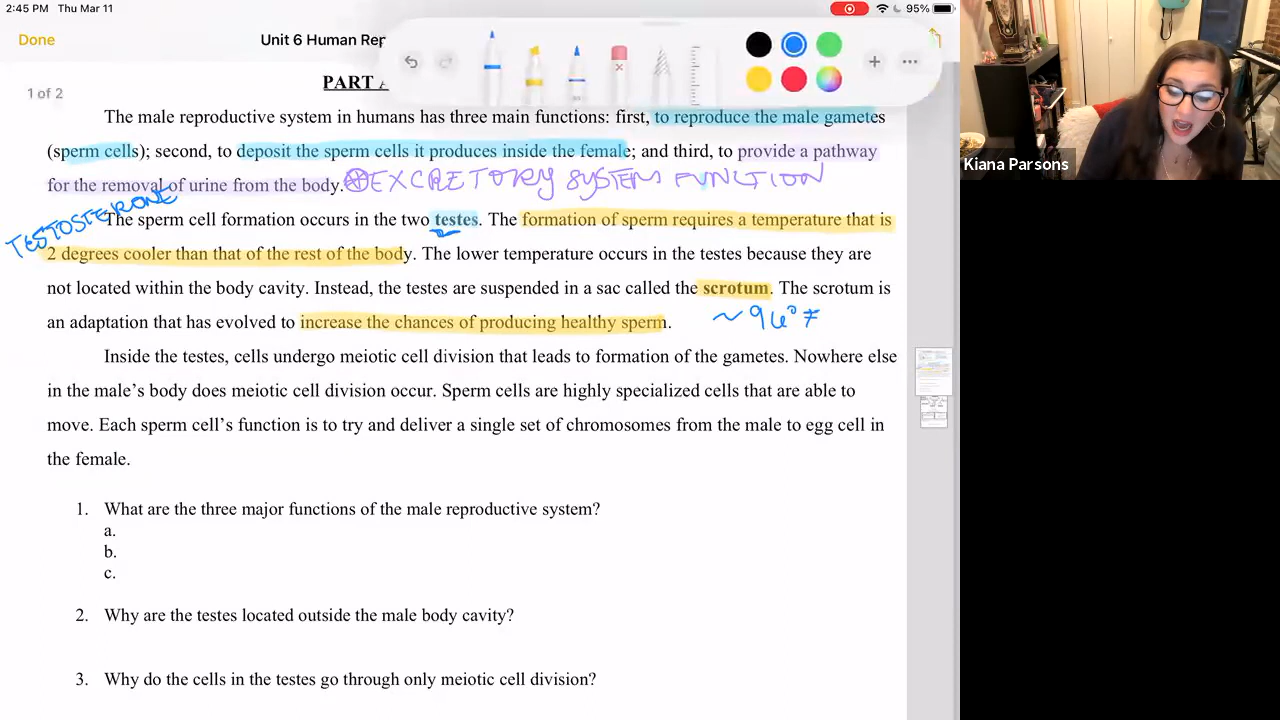 2:45 PM Thu Mar 11
95%
Done
Unit 6 Human Rep
PART A
1 of 2
The male reproductive system in humans has three main functions: first, to reproduce the male gametes
(sperm cells); second, to deposit the sperm cells it produces inside the female; and third, to provide a pathway
for the removal of urine from the body. EXCRETORY SYSTEMS FUNCTION
TESTOSTERONE
The sperm cell formation occurs in the two testes. The formation of sperm requires a temperature that is
2 degrees cooler than that of the rest of the body. The lower temperature occurs in the testes because they are
not located within the body cavity. Instead, the testes are suspended in a sac called the scrotum. The scrotum is
an adaptation that has evolved to increase the chances of producing healthy sperm. ~96° F
Inside the testes, cells undergo meiotic cell division that leads to formation of the gametes. Nowhere else
in the male's body does meiotic cell division occur. Sperm cells are highly specialized cells that are able to
move. Each sperm cell's function is to try and deliver a single set of chromosomes from the male to egg cell in
the female.
1. What are the three major functions of the male reproductive system?
a.
b.
c.
2. Why are the testes located outside the male body cavity?
3. Why do the cells in the testes go through only meiotic cell division?
Kiana Parsons